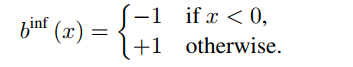 b^inf (x) = { −1 if x < 0,
+1 otherwise.